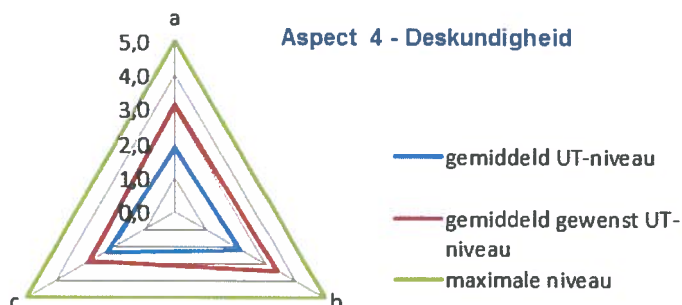 a
Aspect 4 - Deskundigheid
5,0
4,0
3,0
2,0
1,0
0,0
gemiddeld UT-niveau
gemiddeld gewenst UT-
niveau
maximale niveau
c
b